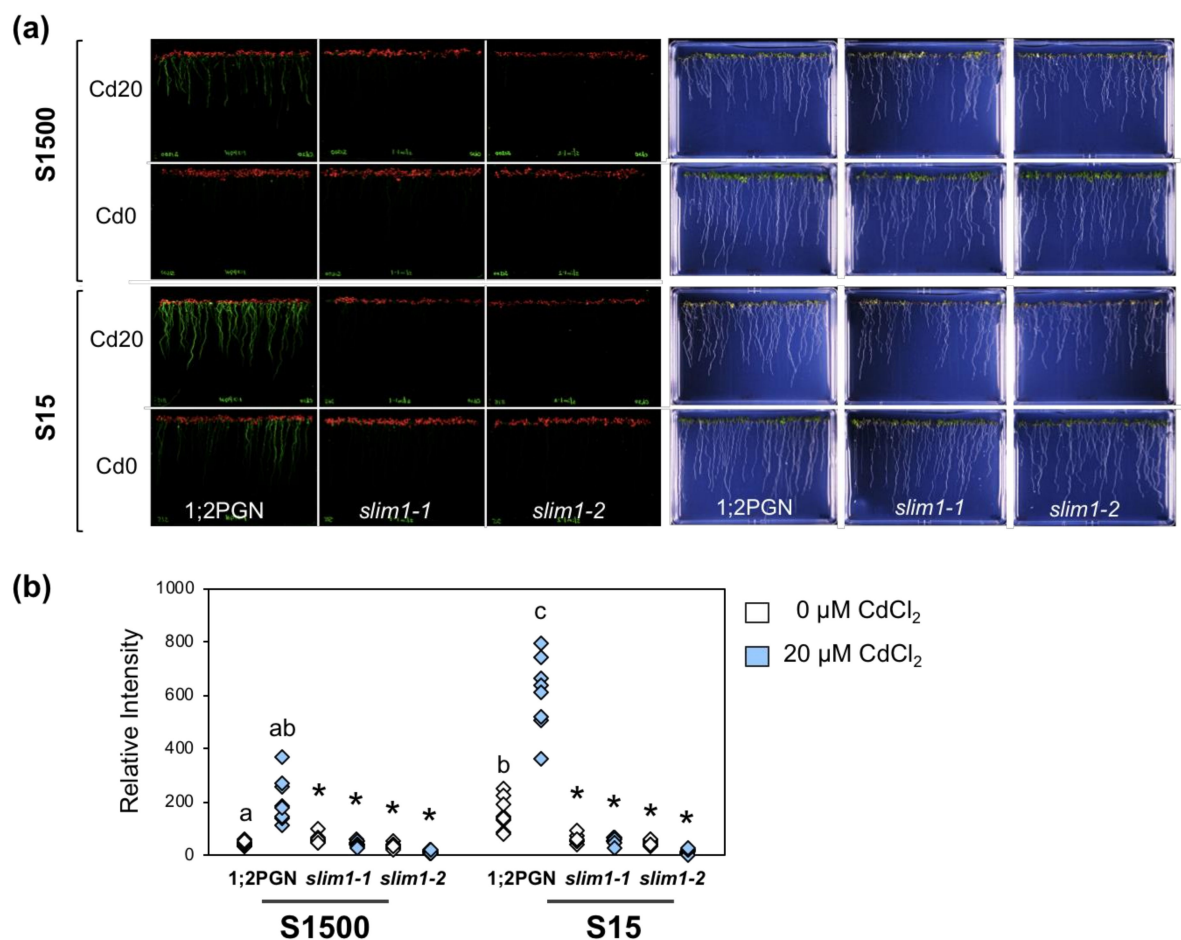 (a)
S1500
Cd20
Cd0
S15
Cd20
Cd0
1;2PGN slim1-1 slim1-2 1;2PGN slim1-1 slim1-2
(b)
Relative Intensity
1000
800
600
400
200
0
a ab * * * * b c * * * *
0 µM CdCl₂
20 µM CdCl₂
1;2PGN slim1-1 slim1-2 1;2PGN slim1-1 slim1-2
S1500 S15